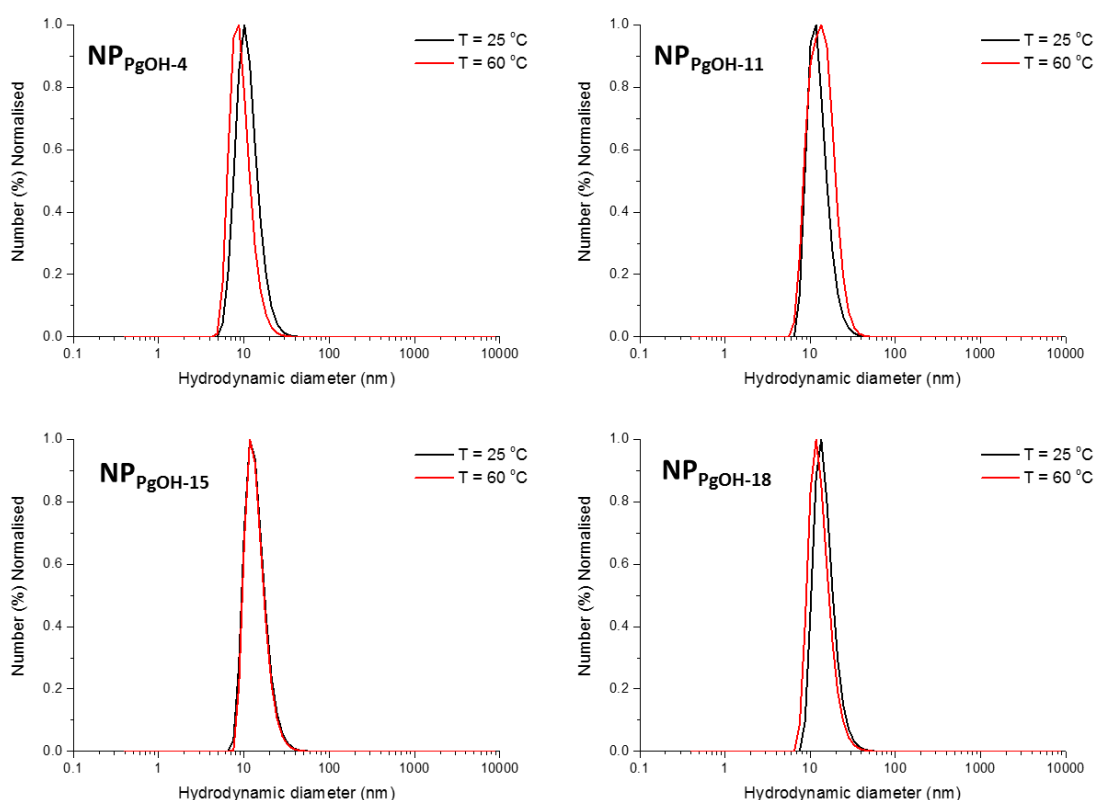 NPPgOH-4
T = 25 °C
T = 60 °C
Number (%) Normalised
1.0
0.8
0.6
0.4
0.2
0.0
0.1
1
10
100
1000
10000
Hydrodynamic diameter (nm)
NPPgOH-11
T = 25 °C
T = 60 °C
Number (%) Normalised
1.0
0.8
0.6
0.4
0.2
0.0
0.1
1
10
100
1000
10000
Hydrodynamic diameter (nm)
NPPgOH-15
T = 25 °C
T = 60 °C
Number (%) Normalised
1.0
0.8
0.6
0.4
0.2
0.0
0.1
1
10
100
1000
10000
Hydrodynamic diameter (nm)
NPPgOH-18
T = 25 °C
T = 60 °C
Number (%) Normalised
1.0
0.8
0.6
0.4
0.2
0.0
0.1
1
10
100
1000
10000
Hydrodynamic diameter (nm)